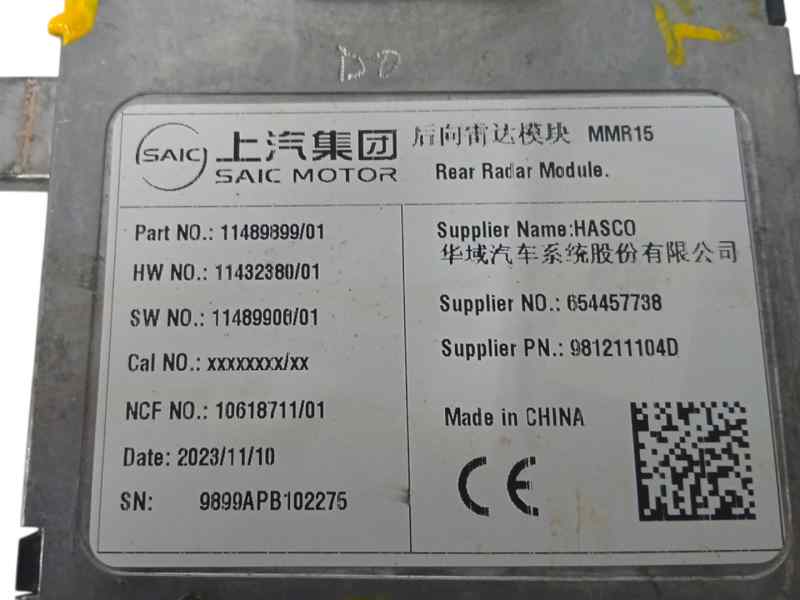 DO
SAIC
上汽集团
SAIC MOTOR
后向雷达模块 MMR15
Rear Radar Module.
Part NO.: 11489899/01
HW NO.: 11432380/01
SW NO.: 11489900/01
Cal NO.: xxxxxxxx/xx
NCF NO.: 10618711/01
Date: 2023/11/10
SN: 9899APB102275
Supplier Name:HASCO
华域汽车系统股份有限公司
Supplier NO.: 654457738
Supplier PN.: 981211104D
Made in CHINA
CE